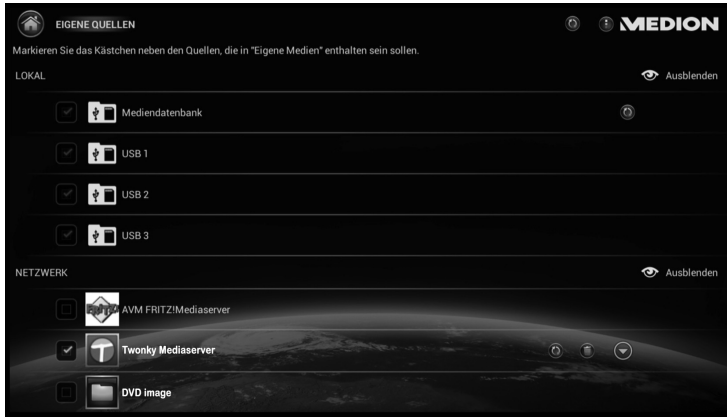 EIGENE QUELLEN
MEDION
Markieren Sie das Kästchen neben den Quellen, die in "Eigene Medien" enthalten sein sollen.
LOKAL
Ausblenden
Mediendatenbank
USB 1
USB 2
USB 3
NETZWERK
Ausblenden
FRITZ!
AVM FRITZ!Mediaserver
Twonky Mediaserver
DVD image